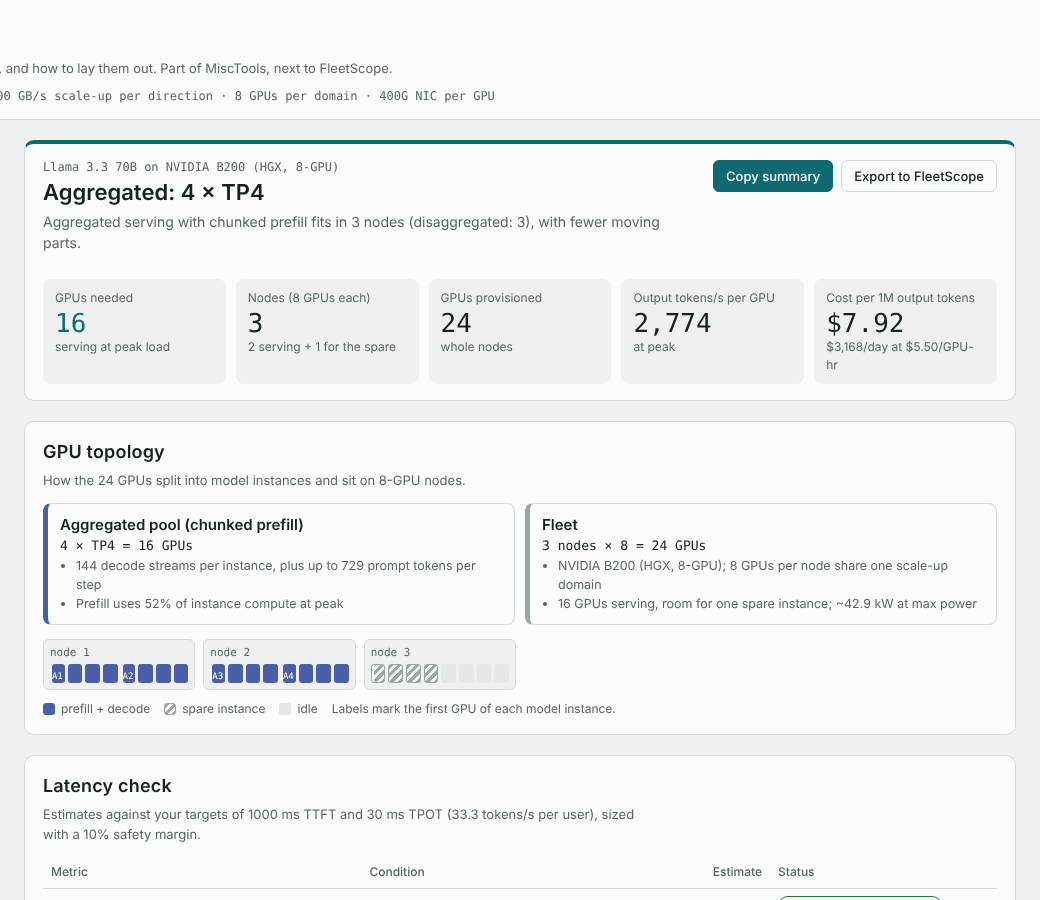 , and how to lay them out. Part of MiscTools, next to FleetScope.
00 GB/s scale-up per direction · 8 GPUs per domain · 400G NIC per GPU
Llama 3.3 70B on NVIDIA B200 (HGX, 8-GPU)
Copy summary
Export to FleetScope
Aggregated: 4 × TP4
Aggregated serving with chunked prefill fits in 3 nodes (disaggregated: 3), with fewer moving
parts.
GPUs needed
16
serving at peak load
Nodes (8 GPUs each)
3
2 serving + 1 for the spare
GPUs provisioned
24
whole nodes
Output tokens/s per GPU
2,774
at peak
Cost per 1M output tokens
$7.92
$3,168/day at $5.50/GPU-
hr
GPU topology
How the 24 GPUs split into model instances and sit on 8-GPU nodes.
Aggregated pool (chunked prefill)
4 × TP4 = 16 GPUs
• 144 decode streams per instance, plus up to 729 prompt tokens per
step
• Prefill uses 52% of instance compute at peak
Fleet
3 nodes × 8 = 24 GPUs
• NVIDIA B200 (HGX, 8-GPU); 8 GPUs per node share one scale-up
domain
• 16 GPUs serving, room for one spare instance; ~42.9 kW at max power
node 1
A1 A2
node 2
A3 A4
node 3
prefill + decode spare instance idle Labels mark the first GPU of each model instance.
Latency check
Estimates against your targets of 1000 ms TTFT and 30 ms TPOT (33.3 tokens/s per user), sized
with a 10% safety margin.
Metric Condition Estimate Status